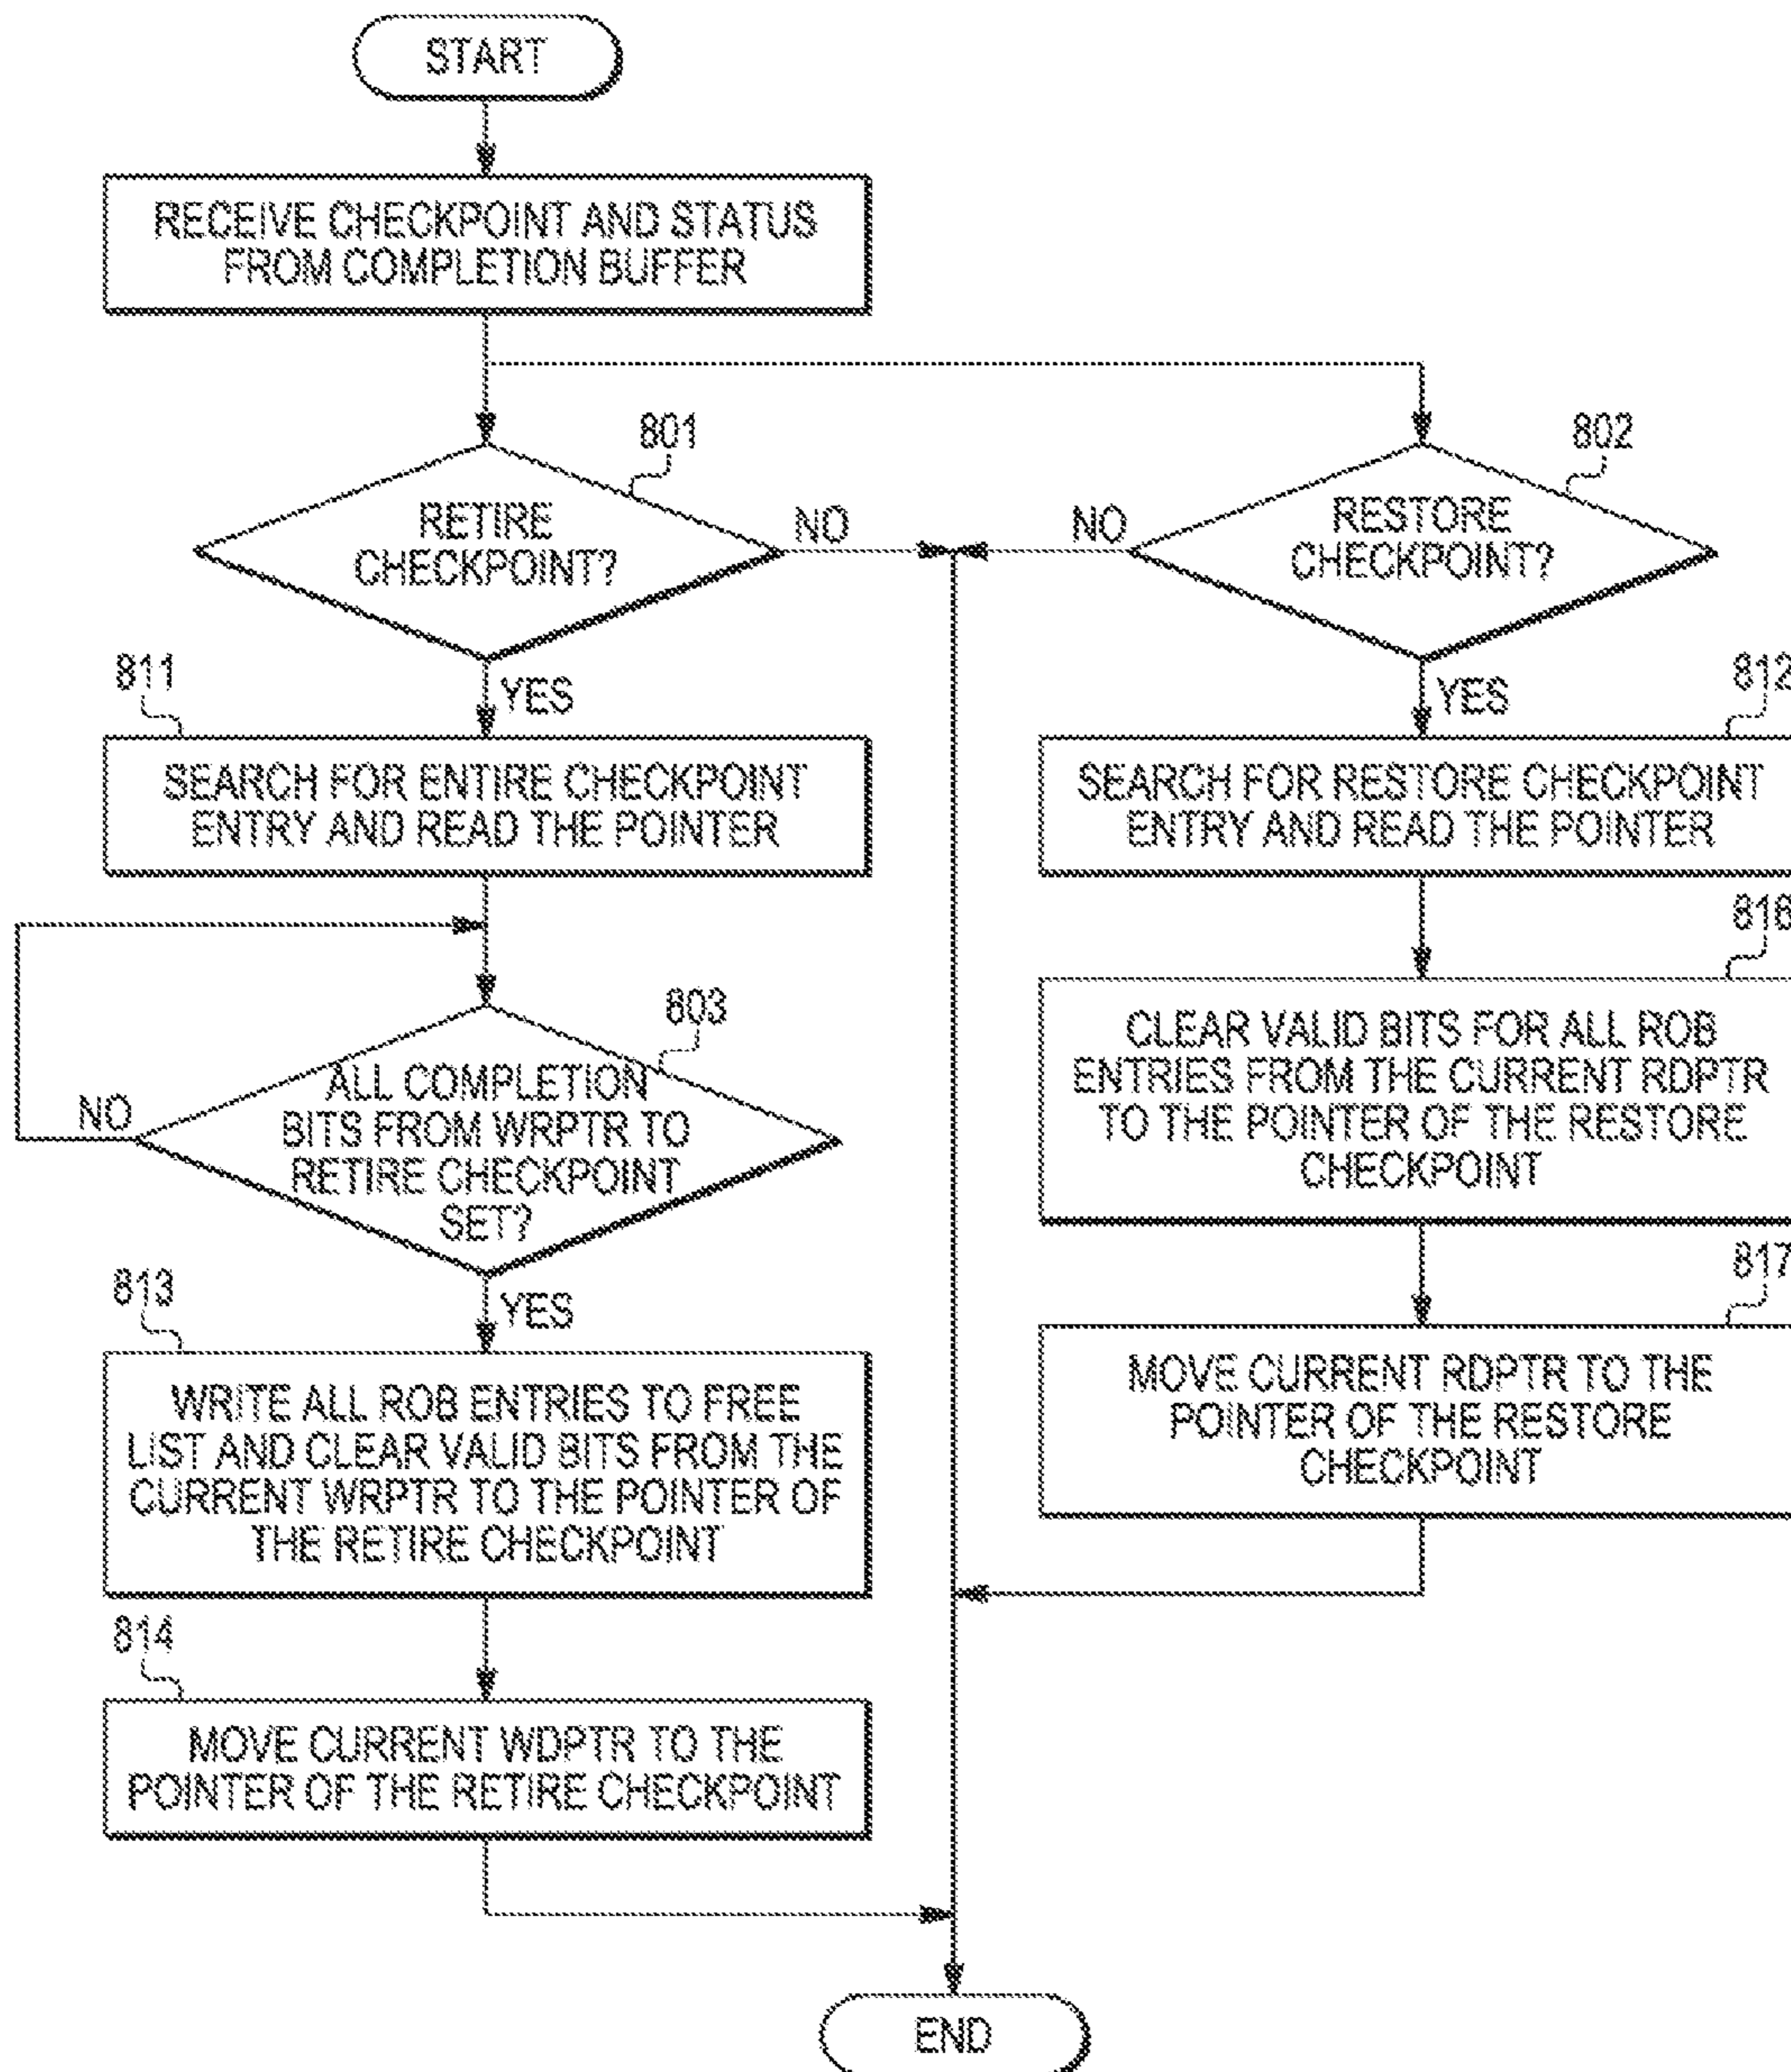 START
RECEIVE CHECKPOINT AND STATUS
FROM COMPLETION BUFFER
801
RETIRE
CHECKPOINT?
NO
802
RESTORE
CHECKPOINT?
NO
811
YES
SEARCH FOR ENTIRE CHECKPOINT
ENTRY AND READ THE POINTER
812
YES
SEARCH FOR RESTORE CHECKPOINT
ENTRY AND READ THE POINTER
803
ALL COMPLETION
BITS FROM WRPTR TO
RETIRE CHECKPOINT
SET?
NO
816
CLEAR VALID BITS FOR ALL ROB
ENTRIES FROM THE CURRENT RDPTR
TO THE POINTER OF THE RESTORE
CHECKPOINT
813
YES
WRITE ALL ROB ENTRIES TO FREE
LIST AND CLEAR VALID BITS FROM THE
CURRENT WRPTR TO THE POINTER OF
THE RETIRE CHECKPOINT
817
MOVE CURRENT RDPTR TO THE
POINTER OF THE RESTORE
CHECKPOINT
814
MOVE CURRENT WDPTR TO THE
POINTER OF THE RETIRE CHECKPOINT
END